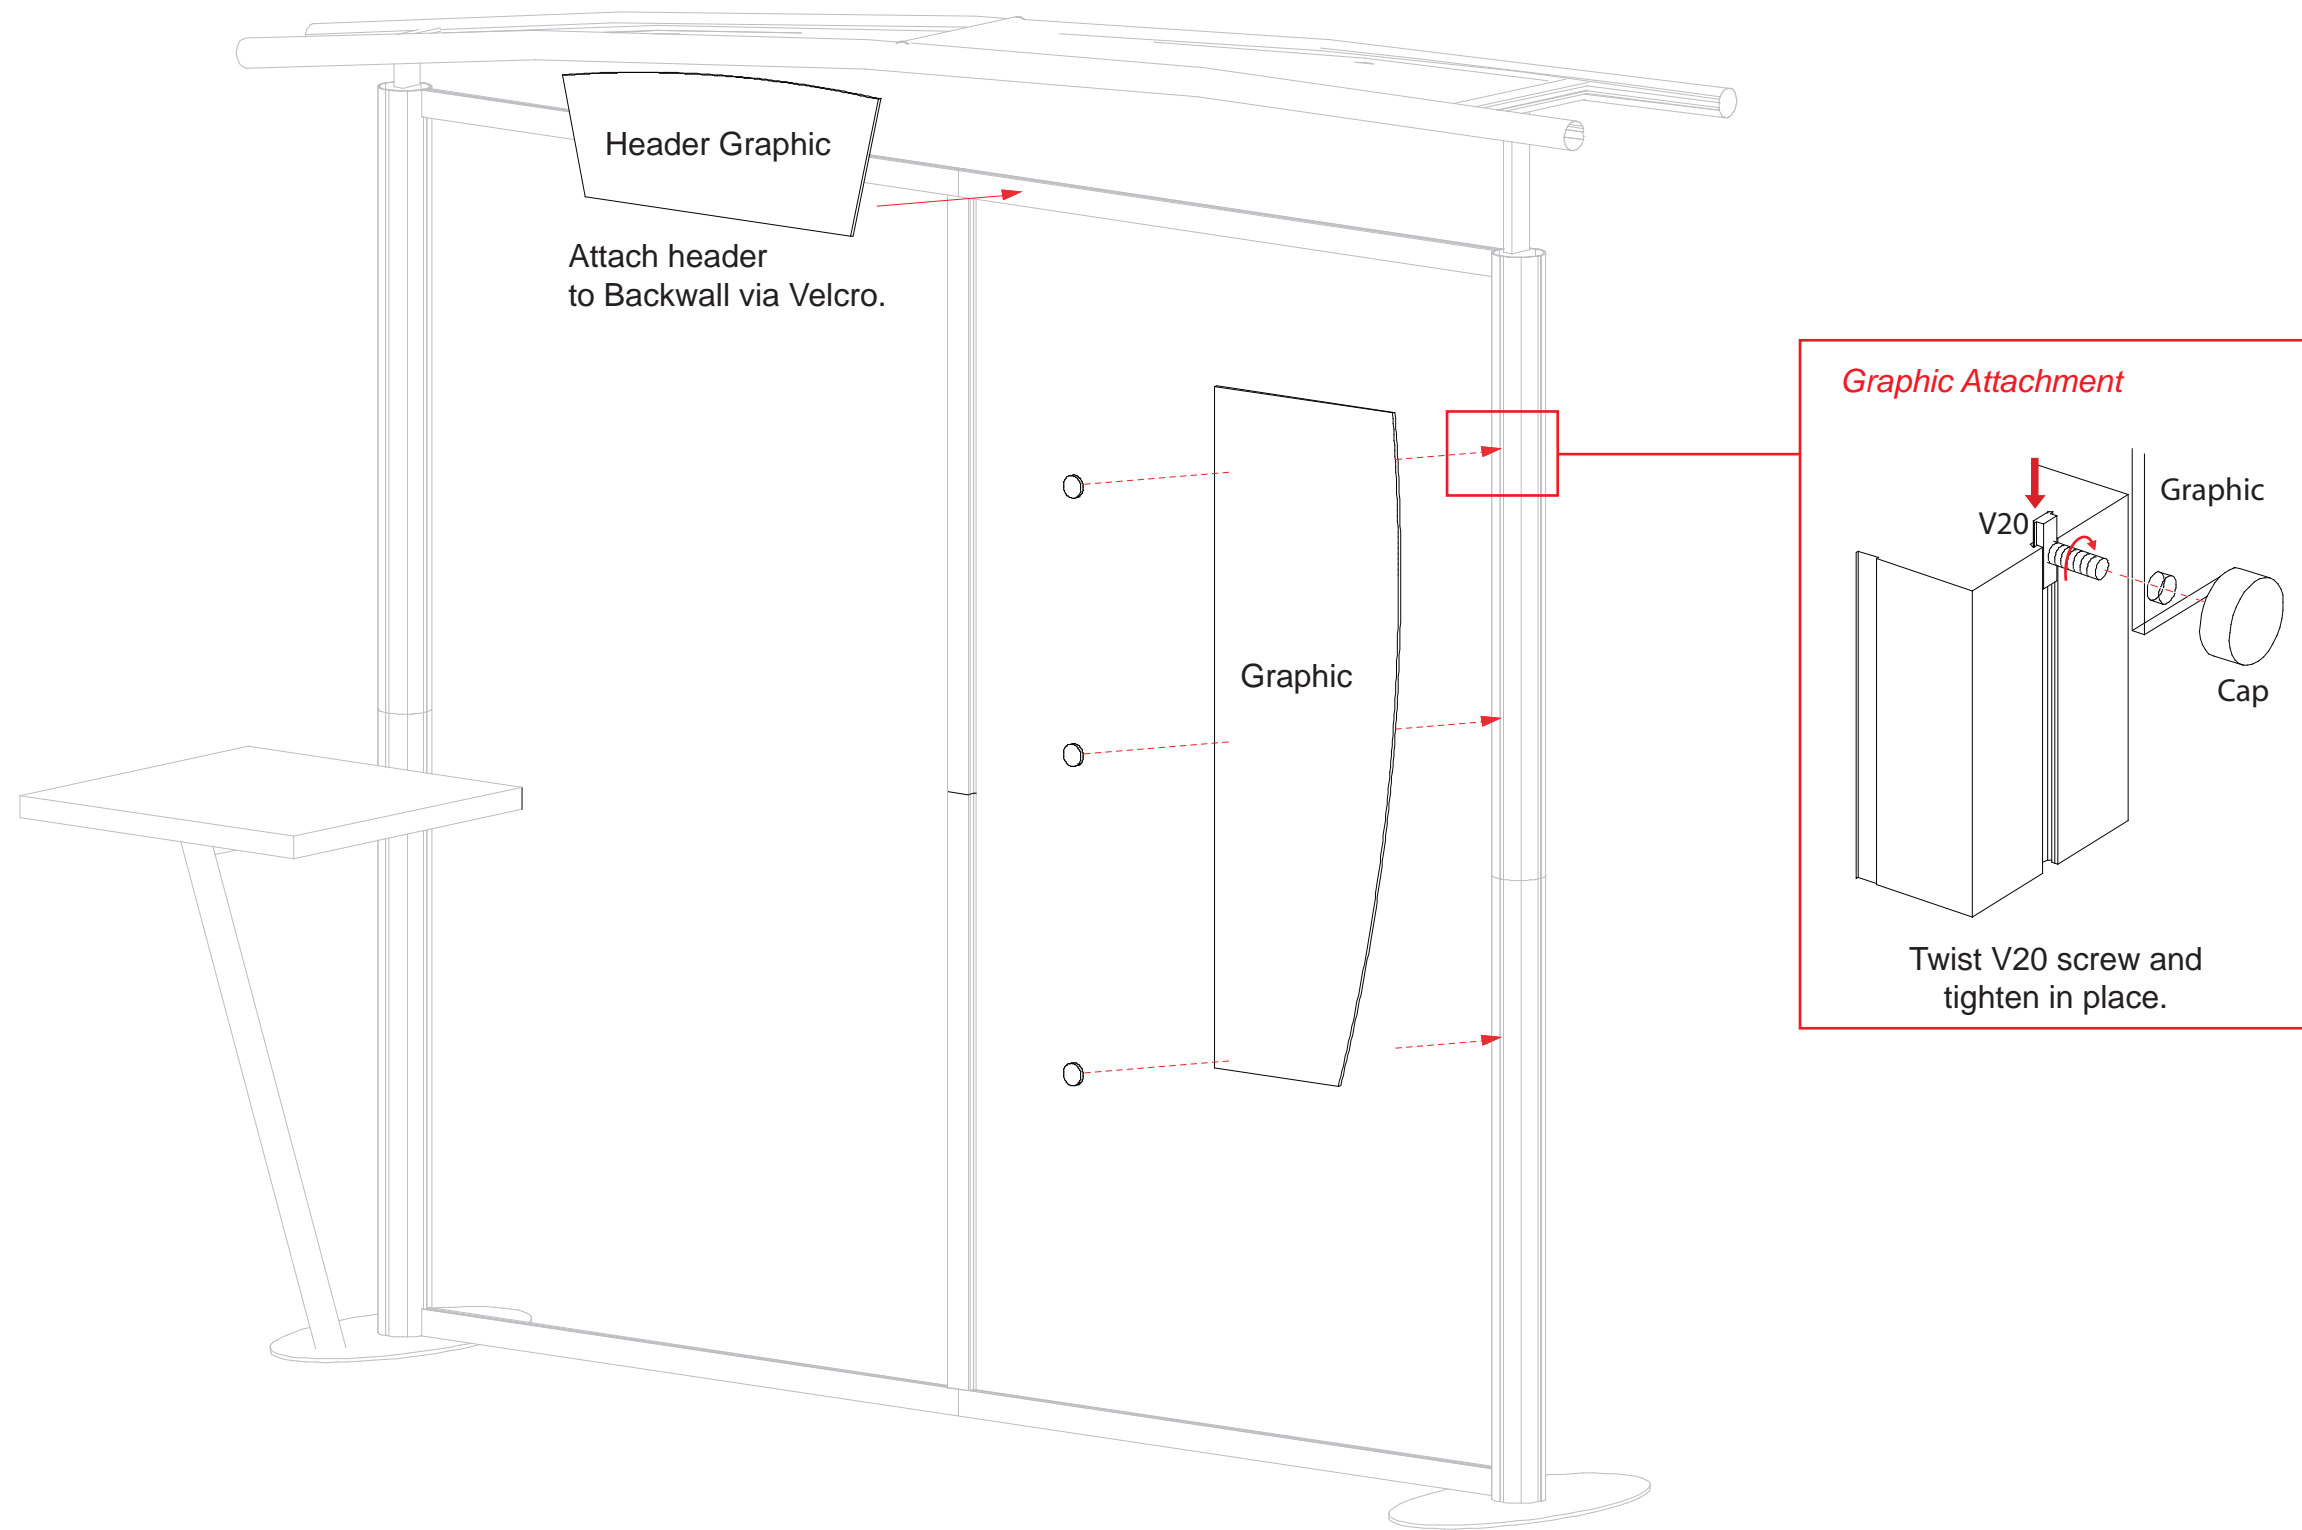 Header Graphic
Attach header
to Backwall via Velcro.
Graphic
Graphic Attachment
Graphic
V20
Cap
Twist V20 screw and
tighten in place.